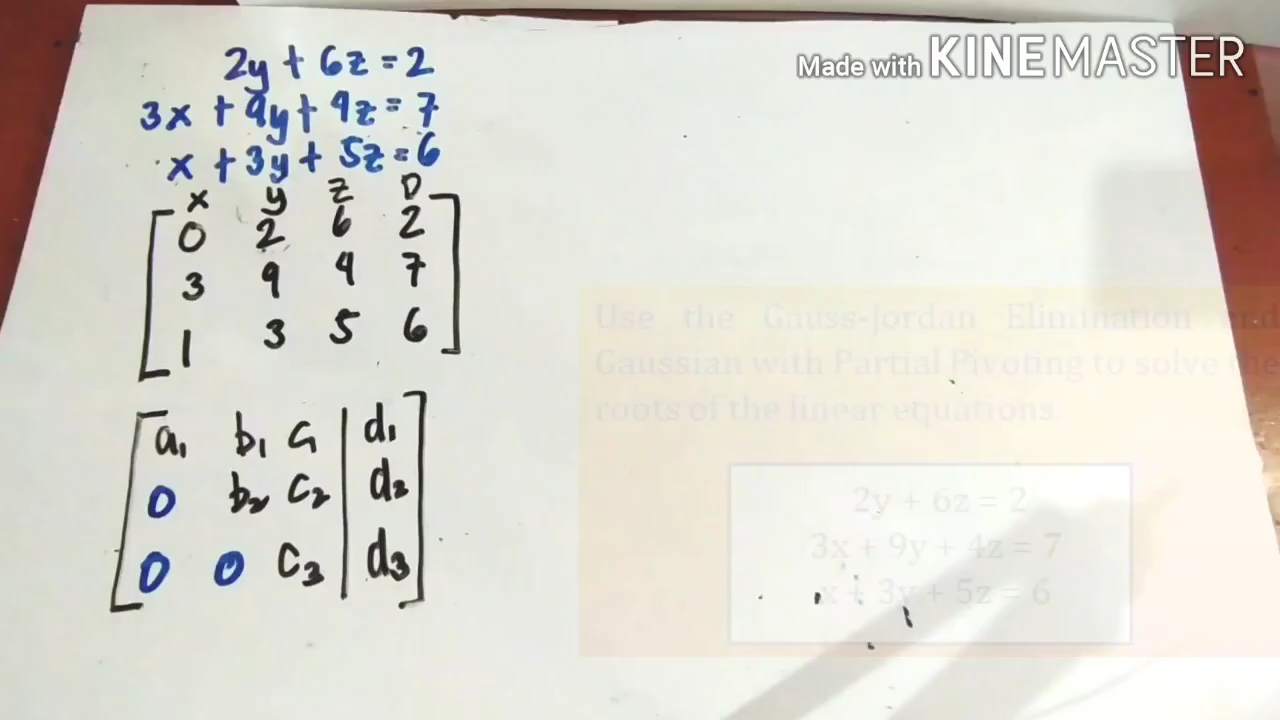 2y + 6z = 2
3x + 9y + 4z = 7
x + 3y + 5z = 6
x y z D
0 2 6 2
3 9 4 7
1 3 5 6
a₁ b₁ c₁ d₁
0 b₂ c₂ d₂
0 0 c₃ d₃
Made with KINEMASTER
Use the Gauss-Jordan Elimination and
Gaussian with Partial Pivoting to solve the
roots of the linear equations.
2y + 6z = 2
3x + 9y + 4z = 7
x + 3y + 5z = 6